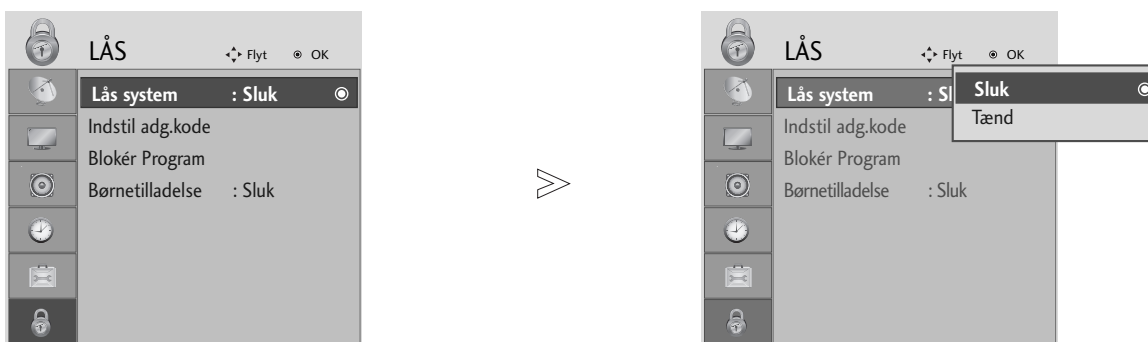 LÅS Flyt OK
Lås system : Sluk
Indstil adg.kode
Blokér Program
Børnetilladelse : Sluk
LÅS Flyt OK
Lås system : Sl
Sluk
Tænd
Indstil adg.kode
Blokér Program
Børnetilladelse : Sluk